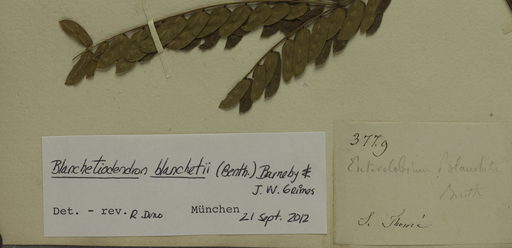 Blanchetiodendron blanchetii (Benth.) Barneby &
J. W. Grimes
Det. - rev. München
21 Sept. 2012
3779
Enterolobium Blanchetii
Benth